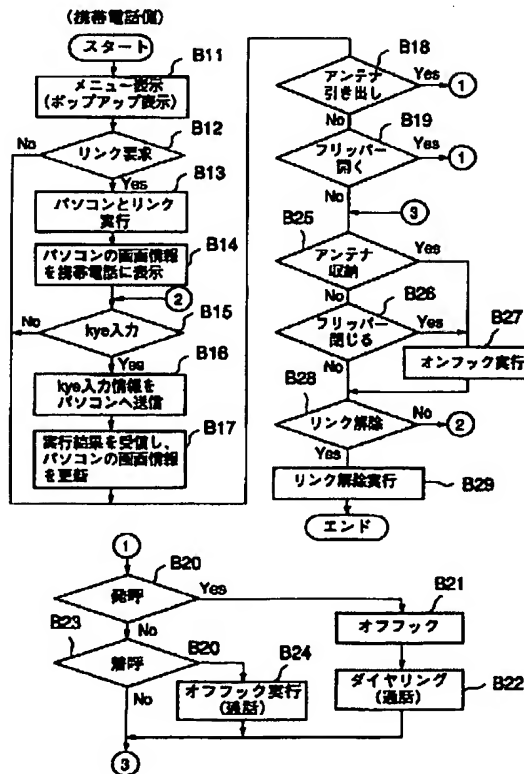 (携帯電話側)
スタート
B11
メニュー表示
(ポップアップ表示)
B12
No
リンク要求
Yes
B13
パソコンとリンク
実行
B14
パソコンの画面情報
を携帯電話に表示
②
B15
No
kye入力
Yes
B16
kye入力情報を
パソコンへ送信
B17
実行結果を受信し、
パソコンの画面情報
を更新
B18
アンテナ
引き出し
Yes
①
No
B19
フリッパー
開く
Yes
①
No
③
B25
アンテナ
収納
Yes
No
B26
フリッパー
閉じる
Yes
B27
オンフック実行
No
B28
リンク解除
No
②
Yes
リンク解除実行
B29
エンド
①
B20
発呼
Yes
B21
オフフック
No
B23
着呼
B20
B24
オフフック実行
(通話)
ダイヤリング
(通話)
B22
No
③